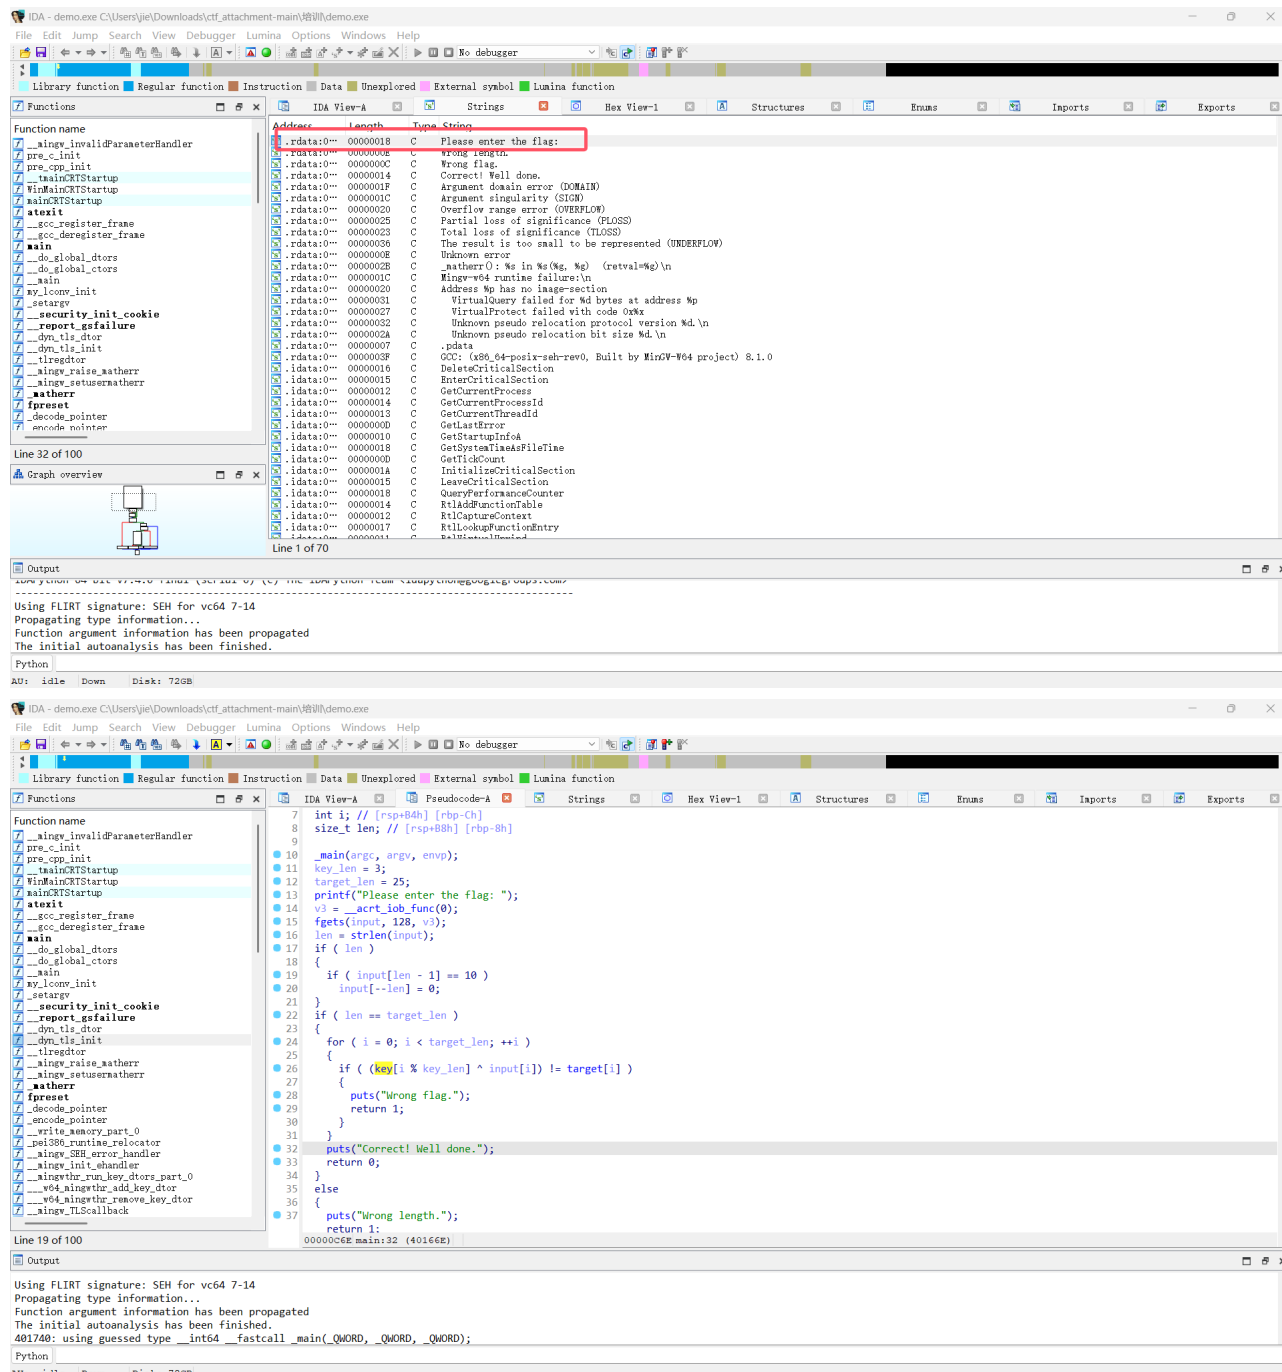 IDA - demo.exe C:\Users\jie\Downloads\ctf_attachment-main\培训\demo.exe
File Edit Jump Search View Debugger Lumina Options Windows Help
No debugger
Library function Regular function Instruction Data Unexplored External symbol Lumina function
Functions
IDA View-A Strings Hex View-1 Structures Enums Imports Exports
Function name
__mingw_invalidParameterHandler
pre_c_init
pre_cpp_init
__tmainCRTStartup
WinMainCRTStartup
mainCRTStartup
atexit
__gcc_register_frame
__gcc_deregister_frame
main
__do_global_dtors
__do_global_ctors
__main
my_lconv_init
_setargv
__security_init_cookie
__report_gsfailure
__dyn_tls_dtor
__dyn_tls_init
__tlregdtor
__mingw_raise_matherr
__mingw_setusermatherr
_matherr
fpreset
_decode_pointer
_encode_pointer
Line 32 of 100
Graph overview
Address Length Type String
.rdata:0… 00000018 C Please enter the flag:
.rdata:0… 0000000E C Wrong length.
.rdata:0… 0000000C C Wrong flag.
.rdata:0… 00000014 C Correct! Well done.
.rdata:0… 0000001F C Argument domain error (DOMAIN)
.rdata:0… 0000001C C Argument singularity (SIGN)
.rdata:0… 00000020 C Overflow range error (OVERFLOW)
.rdata:0… 00000025 C Partial loss of significance (PLOSS)
.rdata:0… 00000023 C Total loss of significance (TLOSS)
.rdata:0… 00000036 C The result is too small to be represented (UNDERFLOW)
.rdata:0… 0000000E C Unknown error
.rdata:0… 0000002B C _matherr(): %s in %s(%g, %g)  (retval=%g)\n
.rdata:0… 0000001C C Mingw-w64 runtime failure:\n
.rdata:0… 00000020 C Address %p has no image-section
.rdata:0… 00000031 C VirtualQuery failed for %d bytes at address %p
.rdata:0… 00000027 C VirtualProtect failed with code 0x%x
.rdata:0… 00000032 C Unknown pseudo relocation protocol version %d.\n
.rdata:0… 0000002A C Unknown pseudo relocation bit size %d.\n
.rdata:0… 00000007 C .pdata
.rdata:0… 0000003F C GCC: (x86_64-posix-seh-rev0, Built by MinGW-W64 project) 8.1.0
.idata:0… 00000016 C DeleteCriticalSection
.idata:0… 00000015 C EnterCriticalSection
.idata:0… 00000012 C GetCurrentProcess
.idata:0… 00000014 C GetCurrentProcessId
.idata:0… 00000013 C GetCurrentThreadId
.idata:0… 0000000D C GetLastError
.idata:0… 00000010 C GetStartupInfoA
.idata:0… 00000018 C GetSystemTimeAsFileTime
.idata:0… 0000000D C GetTickCount
.idata:0… 0000001A C InitializeCriticalSection
.idata:0… 00000015 C LeaveCriticalSection
.idata:0… 00000018 C QueryPerformanceCounter
.idata:0… 00000014 C RtlAddFunctionTable
.idata:0… 00000012 C RtlCaptureContext
.idata:0… 00000017 C RtlLookupFunctionEntry
.idata:0… 00000011 C RtlVirtualUnwind
Line 1 of 70
Output
IDAPython 64-bit v7.4.0 final (serial 0) (c) The IDAPython Team <idapython@googlegroups.com>
Using FLIRT signature: SEH for vc64 7-14
Propagating type information...
Function argument information has been propagated
The initial autoanalysis has been finished.
Python
AU: idle Down Disk: 72GB
IDA - demo.exe C:\Users\jie\Downloads\ctf_attachment-main\培训\demo.exe
File Edit Jump Search View Debugger Lumina Options Windows Help
No debugger
Library function Regular function Instruction Data Unexplored External symbol Lumina function
Functions
IDA View-A Pseudocode-A Strings Hex View-1 Structures Enums Imports Exports
Function name
__mingw_invalidParameterHandler
pre_c_init
pre_cpp_init
__tmainCRTStartup
WinMainCRTStartup
mainCRTStartup
atexit
__gcc_register_frame
__gcc_deregister_frame
main
__do_global_dtors
__do_global_ctors
__main
my_lconv_init
_setargv
__security_init_cookie
__report_gsfailure
__dyn_tls_dtor
__dyn_tls_init
__tlregdtor
__mingw_raise_matherr
__mingw_setusermatherr
_matherr
fpreset
_decode_pointer
_encode_pointer
__write_memory_part_0
_pei386_runtime_relocator
__mingw_SEH_error_handler
__mingw_init_ehandler
__mingwthr_run_key_dtors_part_0
___w64_mingwthr_add_key_dtor
___w64_mingwthr_remove_key_dtor
__mingw_TLScallback
Line 19 of 100
7 int i; // [rsp+B4h] [rbp-Ch]
8 size_t len; // [rsp+B8h] [rbp-8h]
9
10 _main(argc, argv, envp);
11 key_len = 3;
12 target_len = 25;
13 printf("Please enter the flag: ");
14 v3 = __acrt_iob_func(0);
15 fgets(input, 128, v3);
16 len = strlen(input);
17 if ( len )
18 {
19 if ( input[len - 1] == 10 )
20 input[--len] = 0;
21 }
22 if ( len == target_len )
23 {
24 for ( i = 0; i < target_len; ++i )
25 {
26 if ( (key[i % key_len] ^ input[i]) != target[i] )
27 {
28 puts("Wrong flag.");
29 return 1;
30 }
31 }
32 puts("Correct! Well done.");
33 return 0;
34 }
35 else
36 {
37 puts("Wrong length.");
return 1;
00000C6E main:32 (40166E)
Output
Using FLIRT signature: SEH for vc64 7-14
Propagating type information...
Function argument information has been propagated
The initial autoanalysis has been finished.
401740: using guessed type __int64 __fastcall _main(_QWORD, _QWORD, _QWORD);
Python